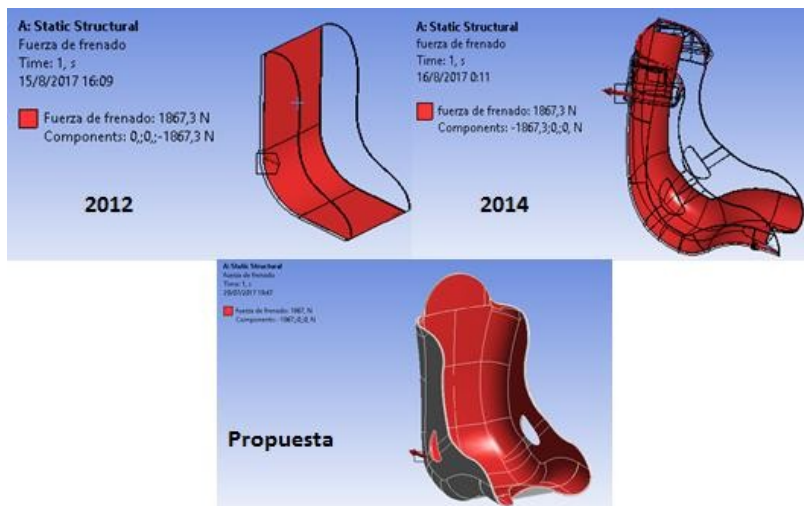 A: Static Structural
Fuerza de frenado
Time: 1, s
15/8/2017 16:09
Fuerza de frenado: 1867,3 N
Components: 0,;0,;-1867,3 N
2012
A: Static Structural
fuerza de frenado
Time: 1, s
16/8/2017 0:11
fuerza de frenado: 1867,3 N
Components: -1867,3;0,;0, N
2014
A: Static Structural
Fuerza de frenado
Time: 1, s
Fuerza de frenado: 1867, N
Components: -1867,;0,;0, N
Propuesta